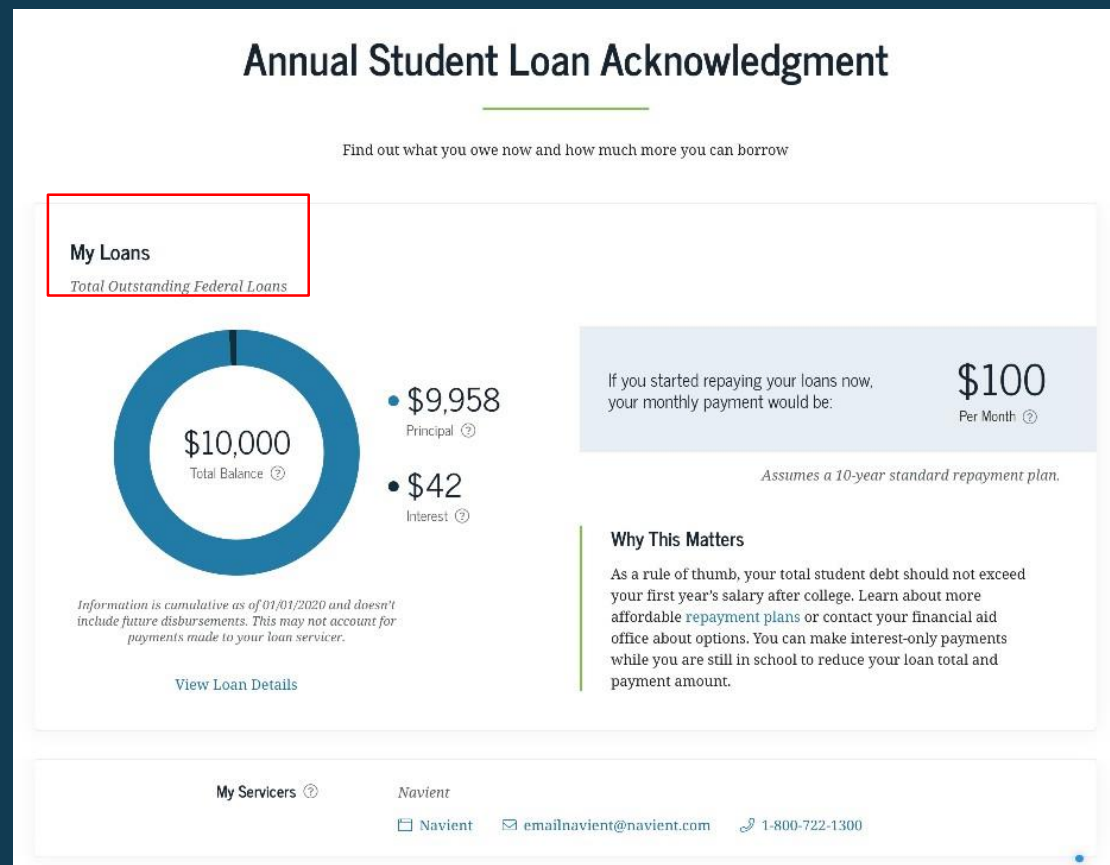 Annual Student Loan Acknowledgment
Find out what you owe now and how much more you can borrow
My Loans
Total Outstanding Federal Loans
$10,000
Total Balance ?
$9,958
Principal ?
$42
Interest ?
Information is cumulative as of 01/01/2020 and doesn't
include future disbursements. This may not account for
payments made to your loan servicer.
View Loan Details
If you started repaying your loans now,
your monthly payment would be:
$100
Per Month ?
Assumes a 10-year standard repayment plan.
Why This Matters
As a rule of thumb, your total student debt should not exceed
your first year's salary after college. Learn about more
affordable repayment plans or contact your financial aid
office about options. You can make interest-only payments
while you are still in school to reduce your loan total and
payment amount.
My Servicers ?
Navient
Navient emailnavient@navient.com 1-800-722-1300